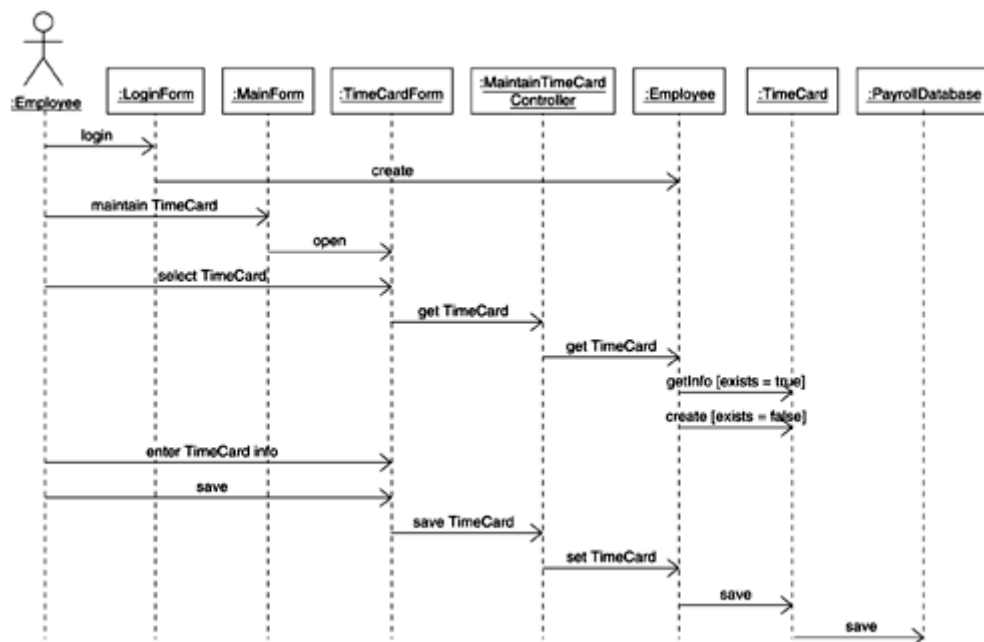 :Employee
:LoginForm
:MainForm
:TimeCardForm
:MaintainTimeCard
Controller
:Employee
:TimeCard
:PayrollDatabase
login
create
maintain TimeCard
open
select TimeCard
get TimeCard
get TimeCard
getInfo [exists = true]
create [exists = false]
enter TimeCard info
save
save TimeCard
set TimeCard
save
save